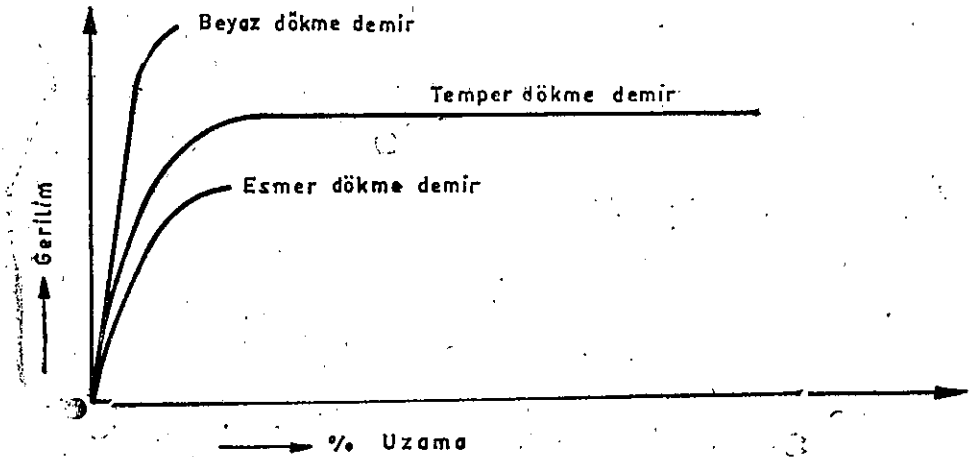 Beyaz dökme demir
Temper dökme demir
Esmer dökme demir
Gerilim
% Uzama